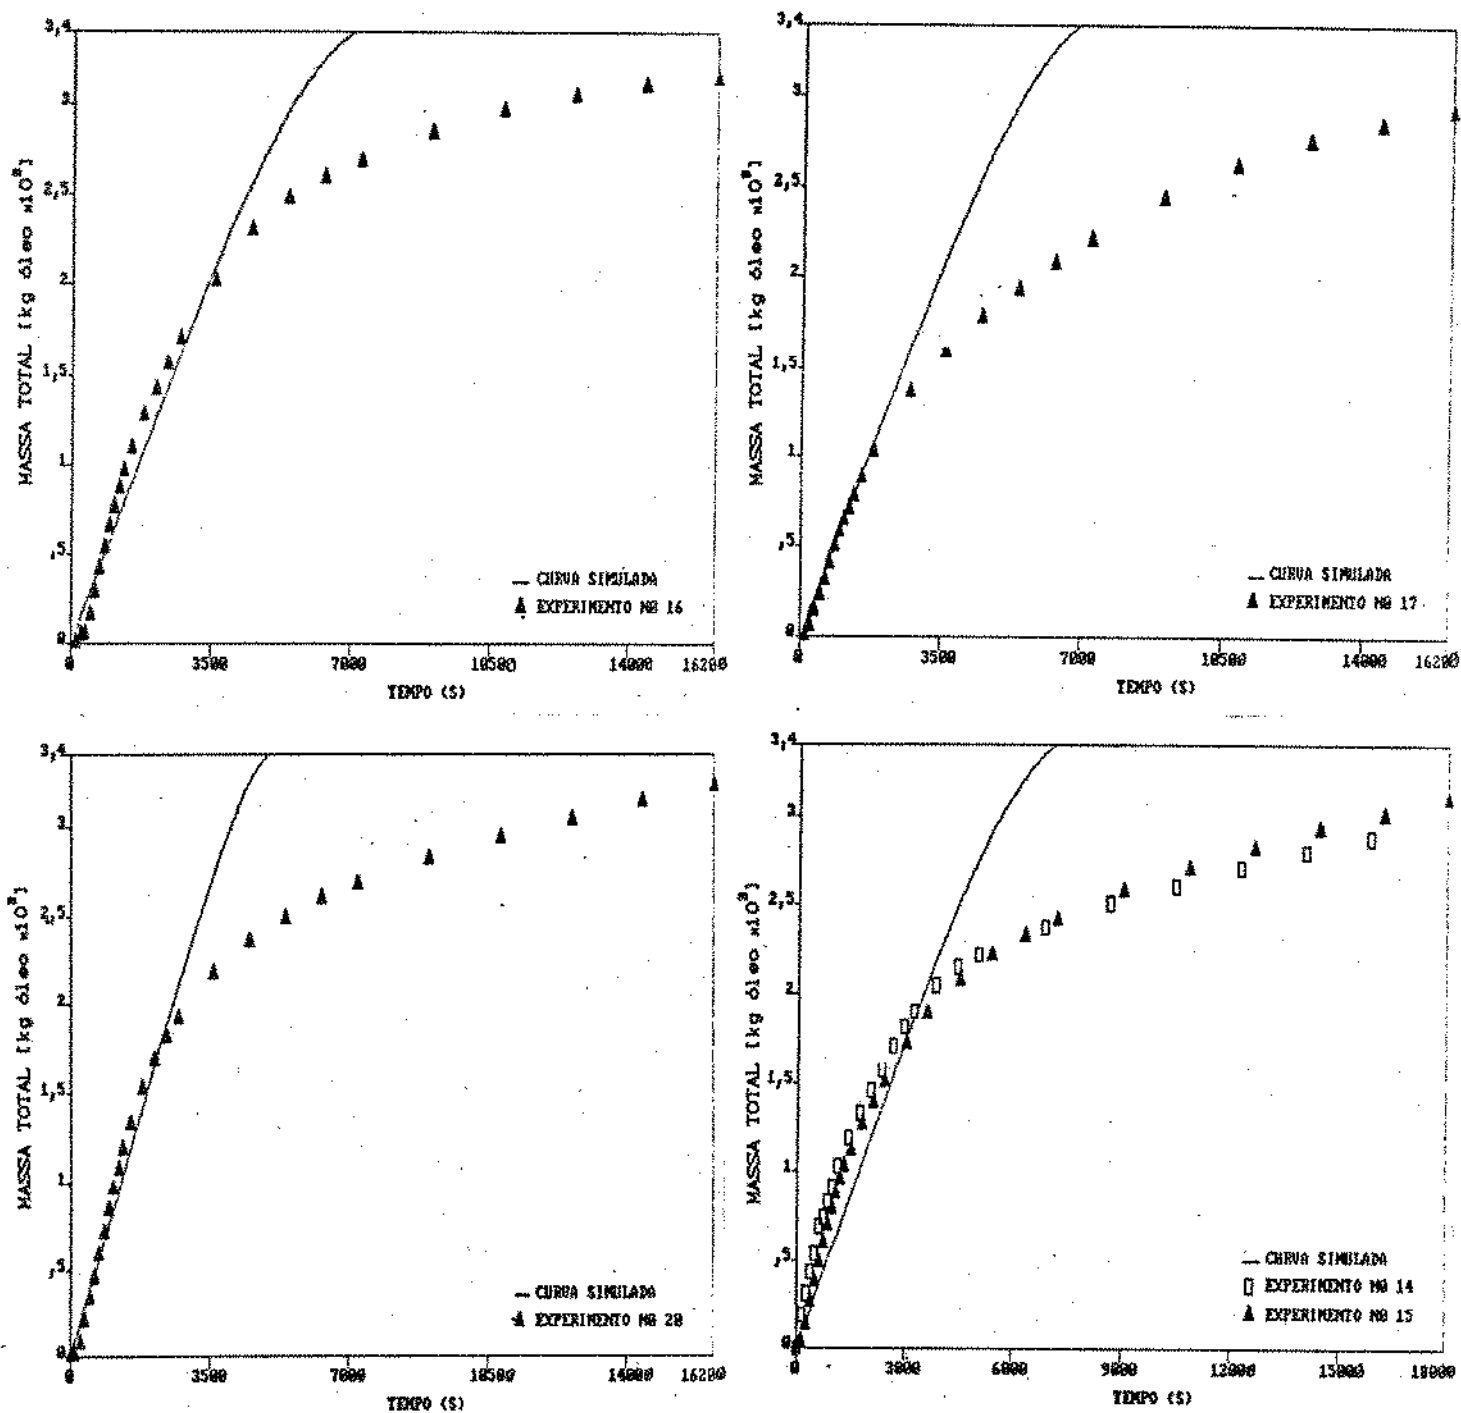 3,4
3
2,5
2
1,5
1
,5
0
MASSA TOTAL [kg óleo x10³]
0 3500 7000 10500 14000 16200
TEMPO (S)
— CURVA SIMULADA
▲ EXPERIMENTO Nº 16
3,4
3
2,5
2
1,5
1
,5
0
MASSA TOTAL [kg óleo x10³]
0 3500 7000 10500 14000 16200
TEMPO (S)
— CURVA SIMULADA
▲ EXPERIMENTO Nº 17
3,4
3
2,5
2
1,5
1
,5
0
MASSA TOTAL [kg óleo x10³]
0 3500 7000 10500 14000 16200
TEMPO (S)
— CURVA SIMULADA
▲ EXPERIMENTO Nº 20
3,4
3
2,5
2
1,5
1
,5
0
MASSA TOTAL [kg óleo x10³]
0 3000 6000 9000 12000 15000 18000
TEMPO (S)
— CURVA SIMULADA
▯ EXPERIMENTO Nº 14
▲ EXPERIMENTO Nº 15